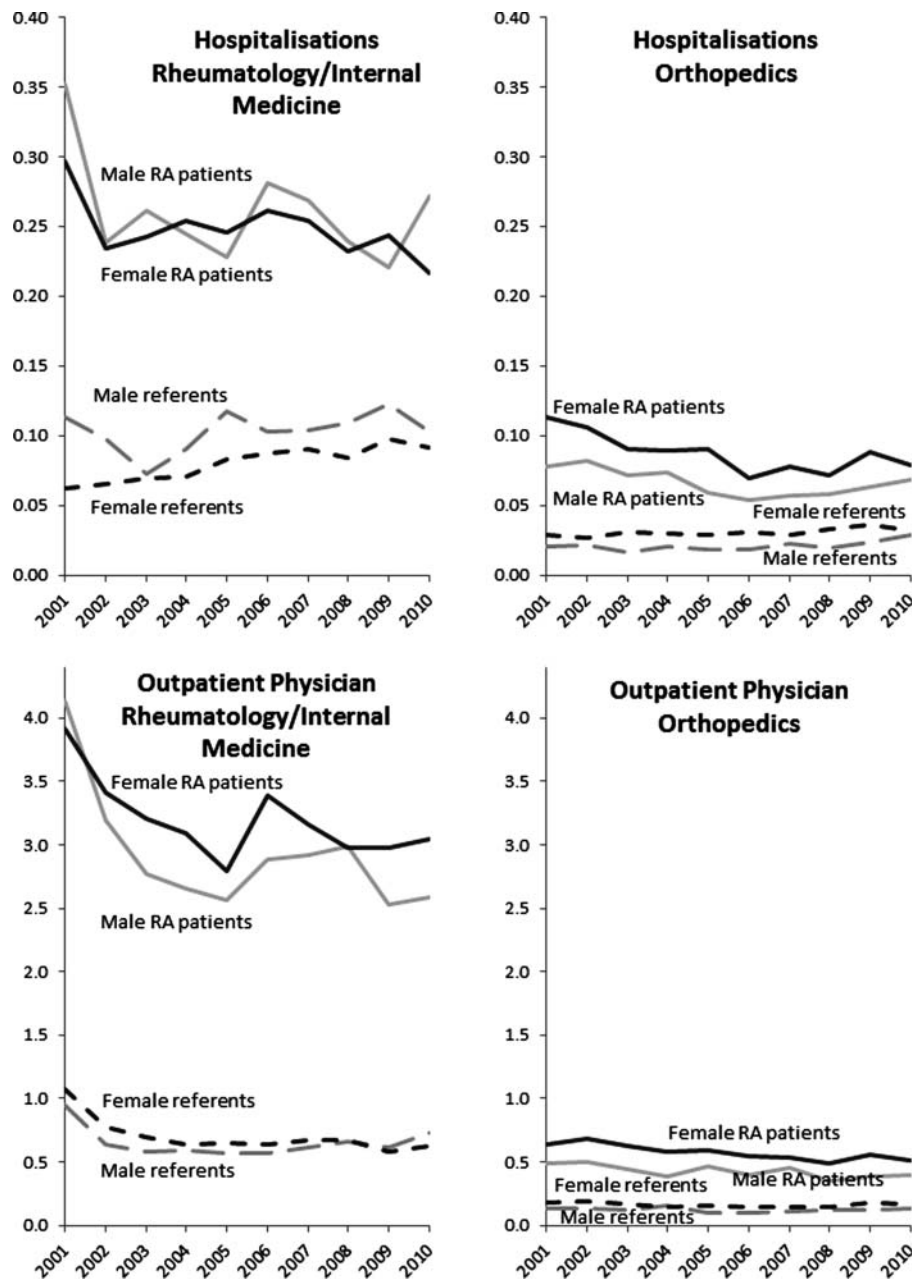 Hospitalisations
Rheumatology/Internal
Medicine
0.40
0.35
0.30
0.25
0.20
0.15
0.10
0.05
0.00
Male RA patients
Female RA patients
Male referents
Female referents
2001
2002
2003
2004
2005
2006
2007
2008
2009
2010
Hospitalisations
Orthopedics
0.40
0.35
0.30
0.25
0.20
0.15
0.10
0.05
0.00
Female RA patients
Male RA patients
Female referents
Male referents
2001
2002
2003
2004
2005
2006
2007
2008
2009
2010
Outpatient Physician
Rheumatology/Internal
Medicine
4.0
3.5
3.0
2.5
2.0
1.5
1.0
0.5
0.0
Female RA patients
Male RA patients
Female referents
Male referents
2001
2002
2003
2004
2005
2006
2007
2008
2009
2010
Outpatient Physician
Orthopedics
4.0
3.5
3.0
2.5
2.0
1.5
1.0
0.5
0.0
Female RA patients
Male RA patients
Female referents
Male referents
2001
2002
2003
2004
2005
2006
2007
2008
2009
2010